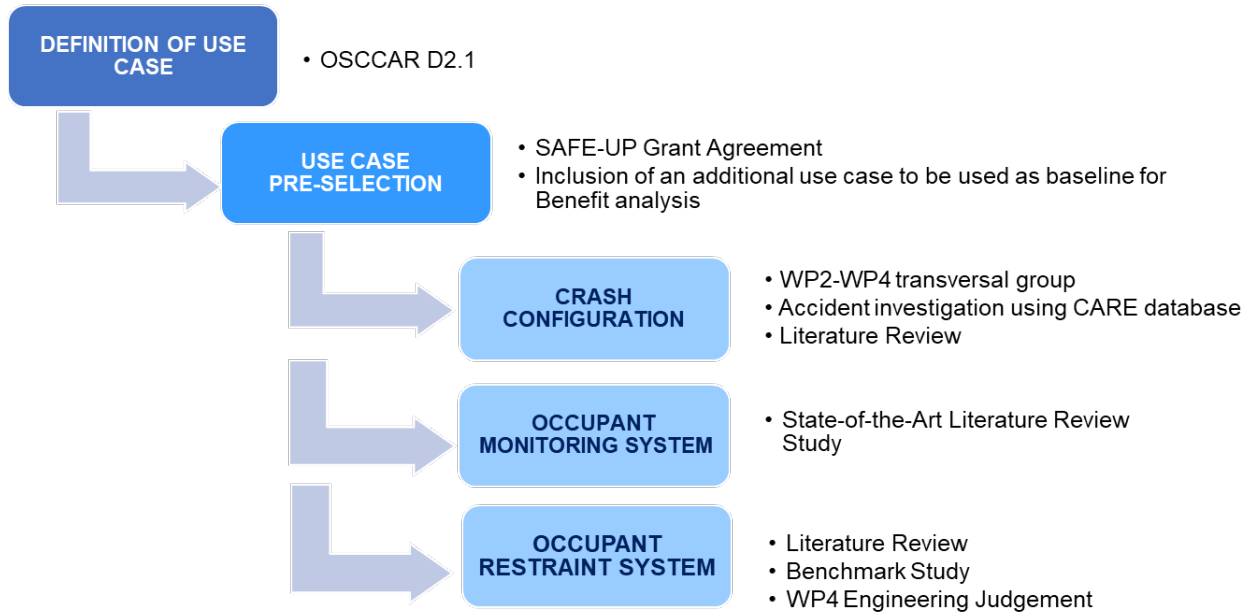 DEFINITION OF USE
CASE
• OSCCAR D2.1
USE CASE
PRE-SELECTION
• SAFE-UP Grant Agreement
• Inclusion of an additional use case to be used as baseline for
Benefit analysis
CRASH
CONFIGURATION
• WP2-WP4 transversal group
• Accident investigation using CARE database
• Literature Review
OCCUPANT
MONITORING SYSTEM
• State-of-the-Art Literature Review
Study
OCCUPANT
RESTRAINT SYSTEM
• Literature Review
• Benchmark Study
• WP4 Engineering Judgement